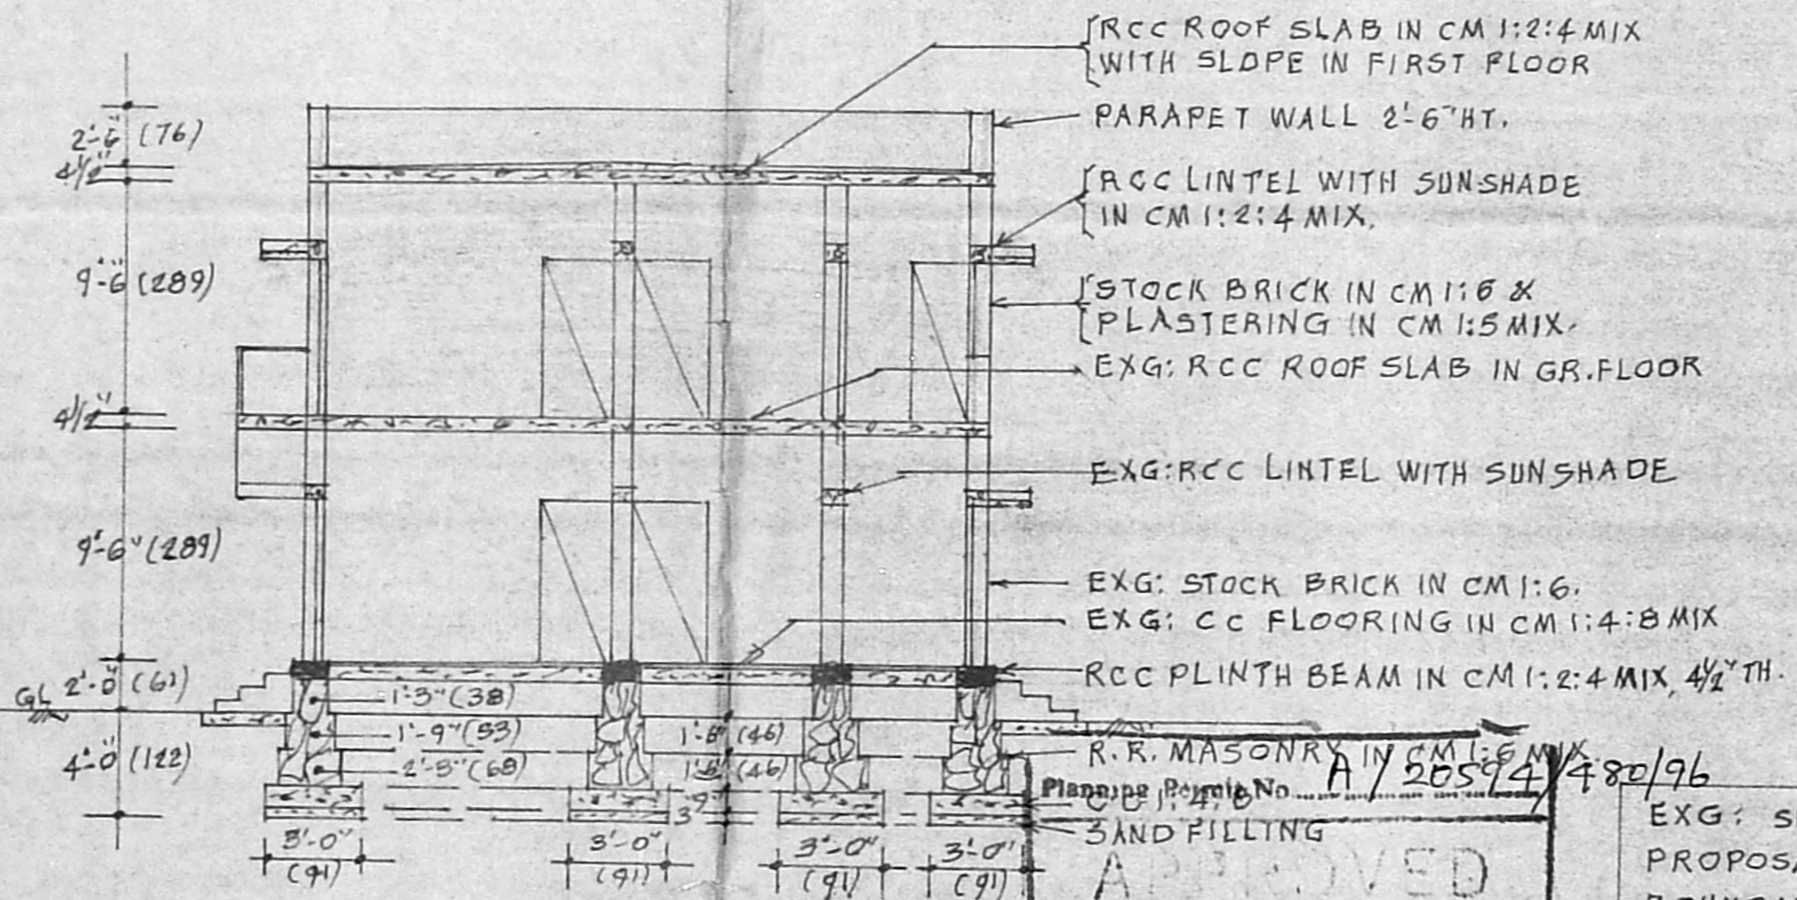 RCC ROOF SLAB IN CM 1:2:4 MIX
WITH SLOPE IN FIRST FLOOR
PARAPET WALL 2'-6" HT.
RCC LINTEL WITH SUNSHADE
IN CM 1:2:4 MIX.
STOCK BRICK IN CM 1:6 &
PLASTERING IN CM 1:5 MIX.
EXG: RCC ROOF SLAB IN GR.FLOOR
EXG: RCC LINTEL WITH SUNSHADE
EXG: STOCK BRICK IN CM 1:6.
EXG: CC FLOORING IN CM 1:4:8 MIX
RCC PLINTH BEAM IN CM 1:2:4 MIX, 4½" TH.
R.R. MASONRY IN CM 1:6 MIX.
CC 1:4:8
SAND FILLING
2'-6" (76)
4½"
9'-6" (289)
4½"
9'-6" (289)
GL 2'-0" (61)
4'-0" (122)
1'-3" (38)
1'-9" (53)
2'-3" (68)
1'-6" (46)
1'-6" (46)
9"
3"
3'-0"
(91)
3'-0"
(91)
3'-0"
(91)
3'-0"
(91)
Planning Permit No. A/20594/480/96
APPROVED
EXG: